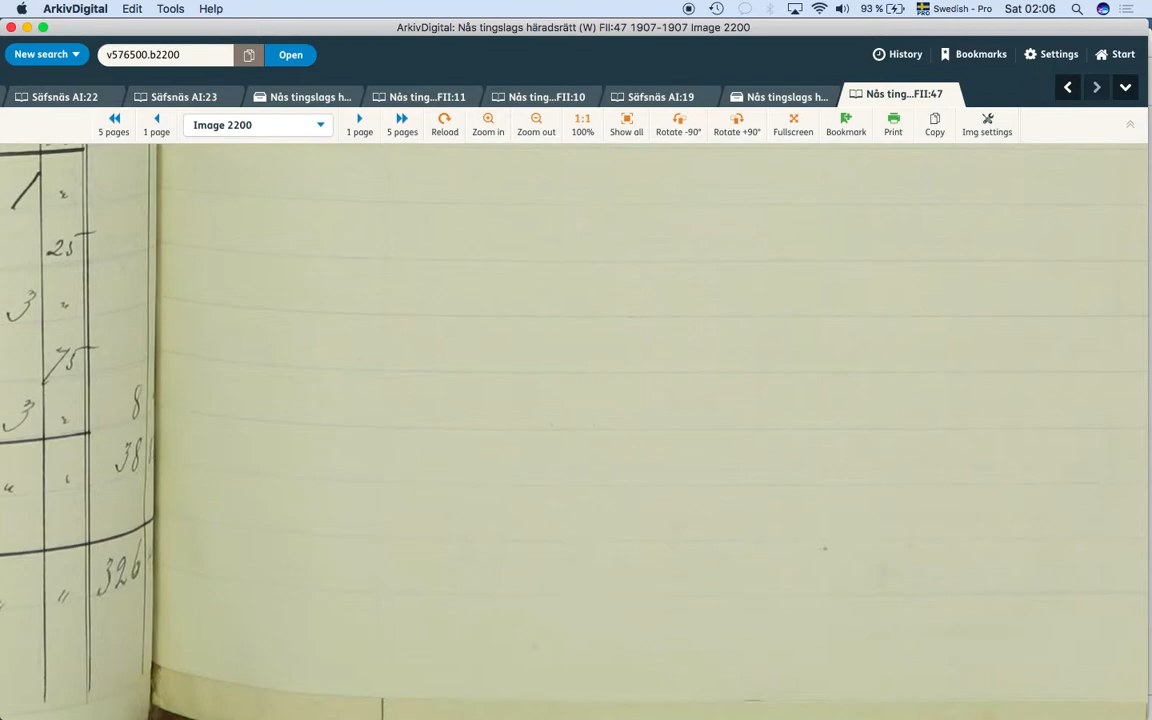 ArkivDigital Edit Tools Help 93 % Swedish - Pro Sat 02:06
ArkivDigital: Nås tingslags häradsrätt (W) FII:47 1907-1907 Image 2200
New search v576500.b2200 Open History Bookmarks Settings Start
Säfsnäs AI:22 Säfsnäs AI:23 Nås tingslags h... Nås ting...FII:11 Nås ting...FII:10 Säfsnäs AI:19 Nås tingslags h... Nås ting...FII:47
5 pages 1 page Image 2200 1 page 5 pages Reload Zoom in Zoom out 1:1 100% Show all Rotate -90° Rotate +90° Fullscreen Bookmark Print Copy Img settings
1 "
25
3 "
75
3 " 8
" " 38
" " 326